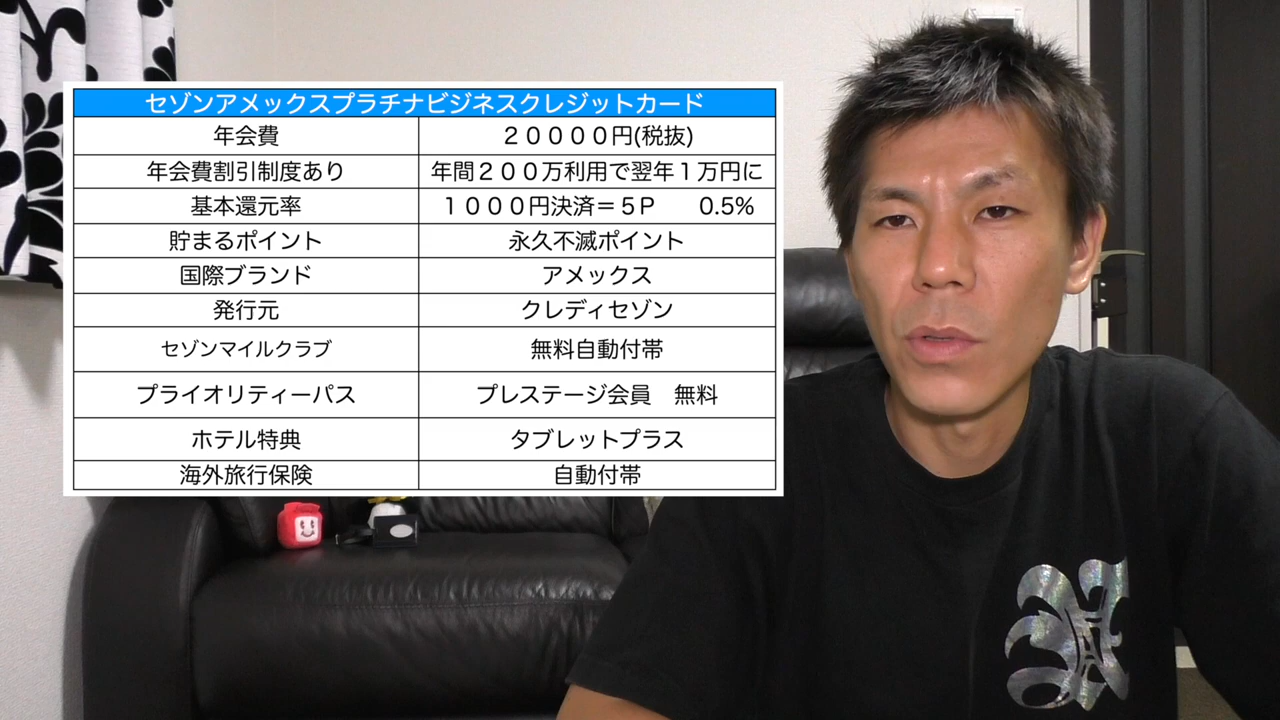 セゾンアメックスプラチナビジネスクレジットカード
年会費 20000円(税抜)
年会費割引制度あり 年間200万利用で翌年1万円に
基本還元率 1000円決済=5P 0.5%
貯まるポイント 永久不滅ポイント
国際ブランド アメックス
発行元 クレディセゾン
セゾンマイルクラブ 無料自動付帯
プライオリティーパス プレステージ会員 無料
ホテル特典 タブレットプラス
海外旅行保険 自動付帯